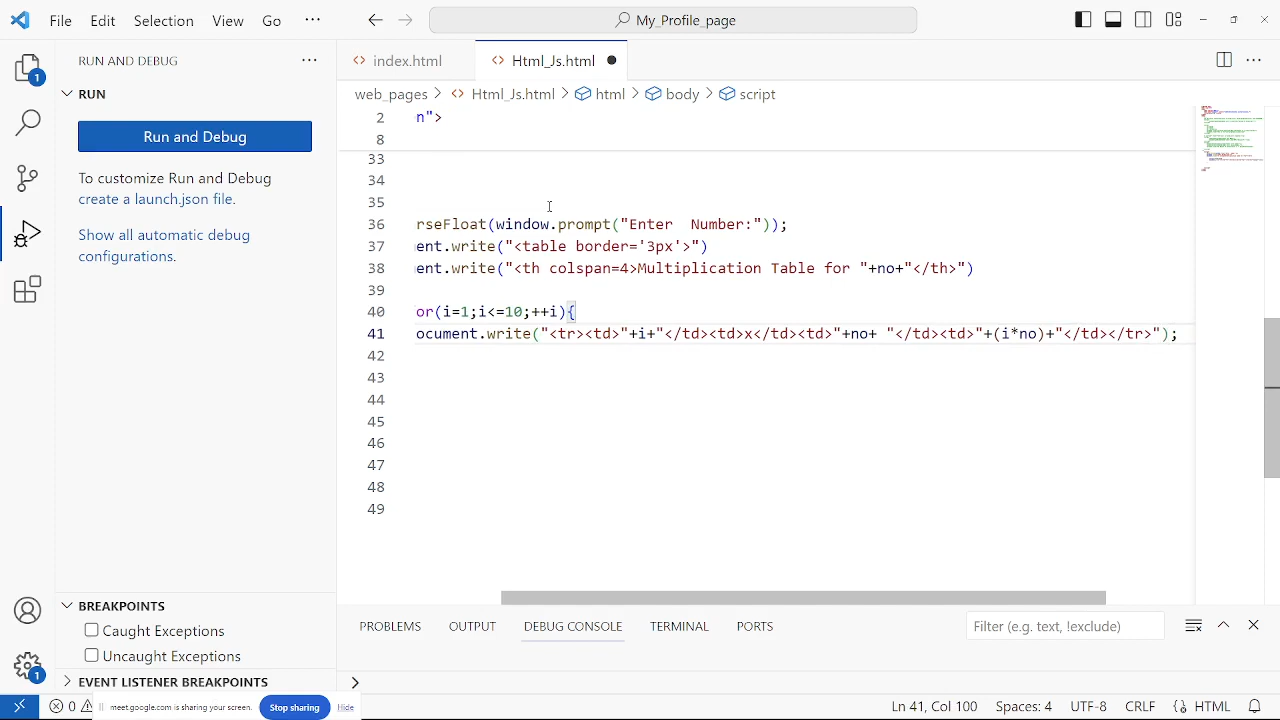 File Edit Selection View Go ··· My_Profile_page
RUN AND DEBUG ···
index.html Html_Js.html ···
1
web_pages > Html_Js.html > html > body > script
RUN
Run and Debug
To customize Run and Debug
create a launch.json file.
Show all automatic debug
configurations.
2 n">
8
33
34
35
36 rseFloat(window.prompt("Enter  Number:"));
37 ent.write("<table border='3px'>")
38 ent.write("<th colspan=4>Multiplication Table for "+no+"</th>")
39
40 or(i=1;i<=10;++i){
41 ocument.write("<tr><td>"+i+"</td><td>x</td><td>"+no+ "</td><td>"+(i*no)+"</td></tr>");
42
43
44
45
46
47
48
49
BREAKPOINTS
Caught Exceptions
Uncaught Exceptions
EVENT LISTENER BREAKPOINTS
1
PROBLEMS OUTPUT DEBUG CONSOLE TERMINAL PORTS Filter (e.g. text, !exclude)
>
0 meet.google.com is sharing your screen. Stop sharing Hide
Ln 41, Col 100 Spaces: 4 UTF-8 CRLF HTML